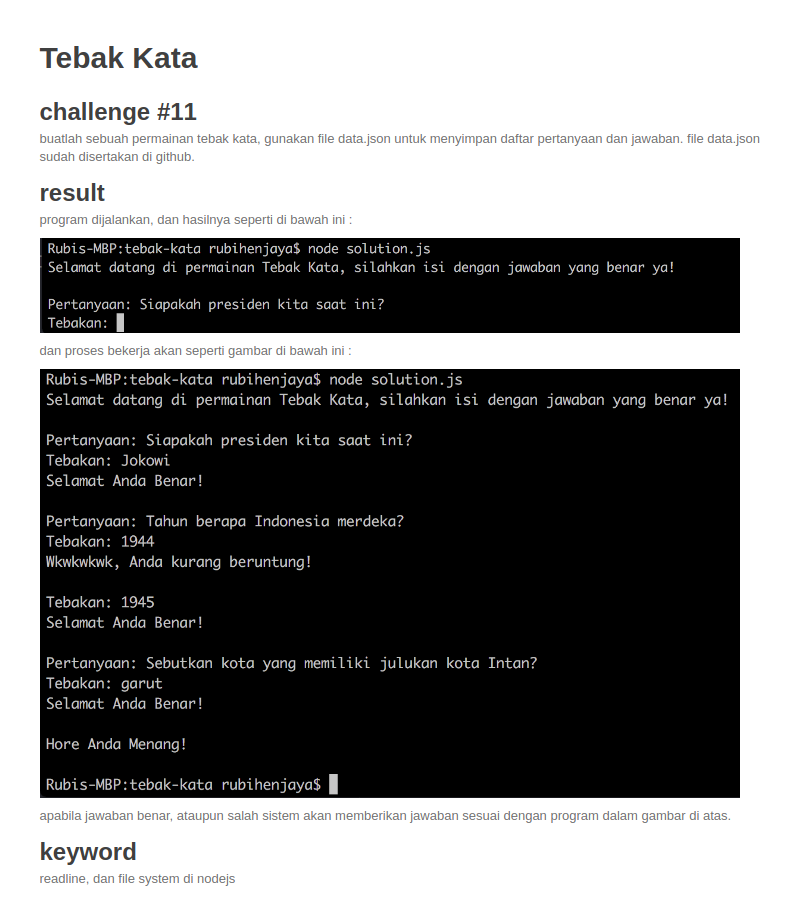 Tebak Kata
challenge #11
buatlah sebuah permainan tebak kata, gunakan file data.json untuk menyimpan daftar pertanyaan dan jawaban. file data.json
sudah disertakan di github.
result
program dijalankan, dan hasilnya seperti di bawah ini :
Rubis-MBP:tebak-kata rubihenjaya$ node solution.js
Selamat datang di permainan Tebak Kata, silahkan isi dengan jawaban yang benar ya!
Pertanyaan: Siapakah presiden kita saat ini?
Tebakan:
dan proses bekerja akan seperti gambar di bawah ini :
Rubis-MBP:tebak-kata rubihenjaya$ node solution.js
Selamat datang di permainan Tebak Kata, silahkan isi dengan jawaban yang benar ya!
Pertanyaan: Siapakah presiden kita saat ini?
Tebakan: Jokowi
Selamat Anda Benar!
Pertanyaan: Tahun berapa Indonesia merdeka?
Tebakan: 1944
Wkwkwkwk, Anda kurang beruntung!
Tebakan: 1945
Selamat Anda Benar!
Pertanyaan: Sebutkan kota yang memiliki julukan kota Intan?
Tebakan: garut
Selamat Anda Benar!
Hore Anda Menang!
Rubis-MBP:tebak-kata rubihenjaya$
apabila jawaban benar, ataupun salah sistem akan memberikan jawaban sesuai dengan program dalam gambar di atas.
keyword
readline, dan file system di nodejs